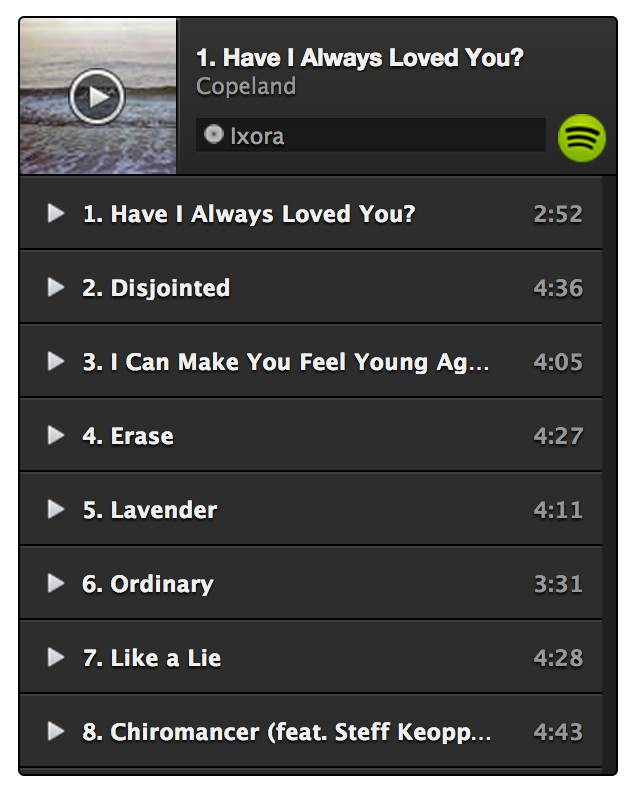 1. Have I Always Loved You?
Copeland
Ixora
1. Have I Always Loved You? 2:52
2. Disjointed 4:36
3. I Can Make You Feel Young Ag... 4:05
4. Erase 4:27
5. Lavender 4:11
6. Ordinary 3:31
7. Like a Lie 4:28
8. Chiromancer (feat. Steff Keopp... 4:43